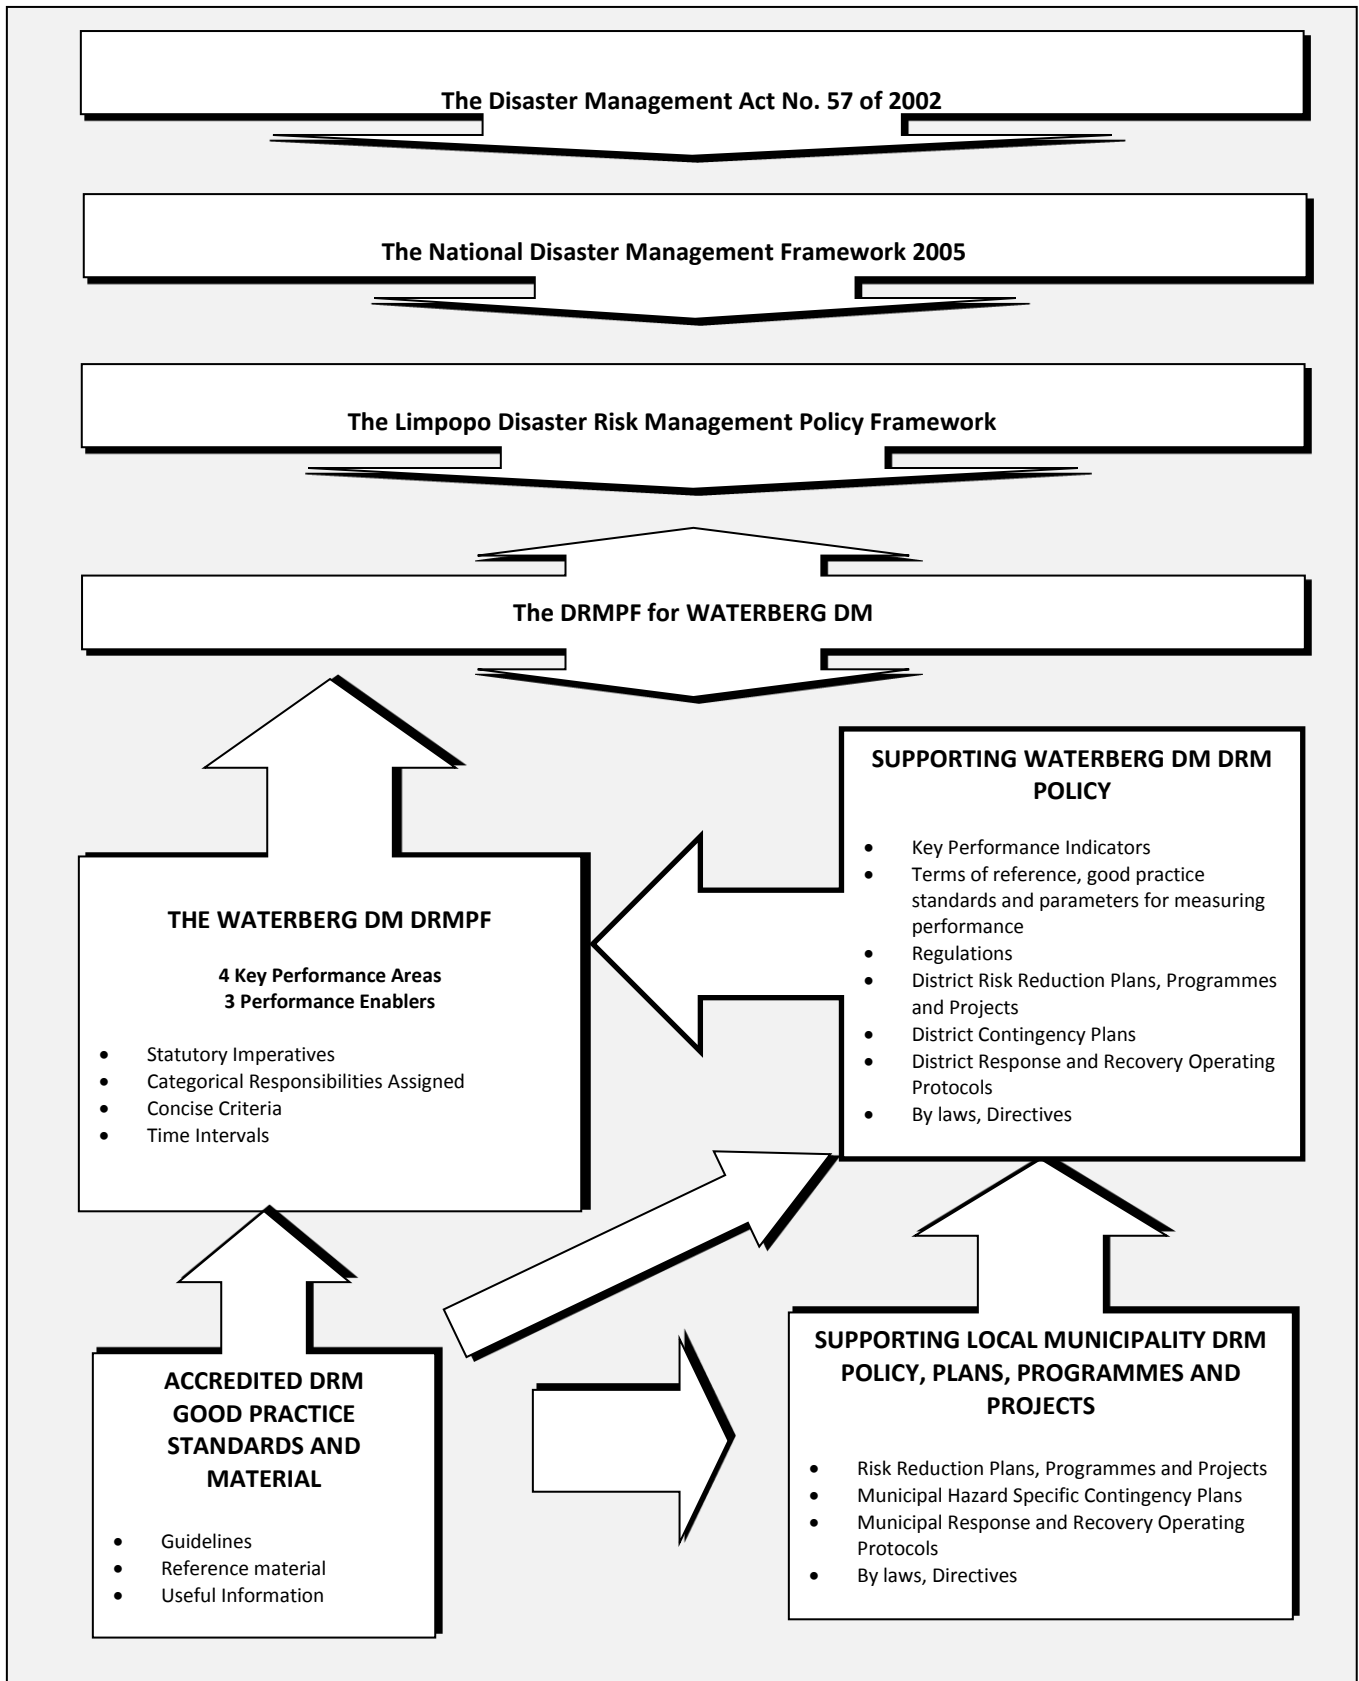 The Disaster Management Act No. 57 of 2002
The National Disaster Management Framework 2005
The Limpopo Disaster Risk Management Policy Framework
The DRMPF for WATERBERG DM
SUPPORTING WATERBERG DM DRM
POLICY
• Key Performance Indicators
• Terms of reference, good practice
standards and parameters for measuring
performance
• Regulations
• District Risk Reduction Plans, Programmes
and Projects
• District Contingency Plans
• District Response and Recovery Operating
Protocols
• By laws, Directives
THE WATERBERG DM DRMPF
4 Key Performance Areas
3 Performance Enablers
• Statutory Imperatives
• Categorical Responsibilities Assigned
• Concise Criteria
• Time Intervals
ACCREDITED DRM
GOOD PRACTICE
STANDARDS AND
MATERIAL
• Guidelines
• Reference material
• Useful Information
SUPPORTING LOCAL MUNICIPALITY DRM
POLICY, PLANS, PROGRAMMES AND
PROJECTS
• Risk Reduction Plans, Programmes and Projects
• Municipal Hazard Specific Contingency Plans
• Municipal Response and Recovery Operating
Protocols
• By laws, Directives